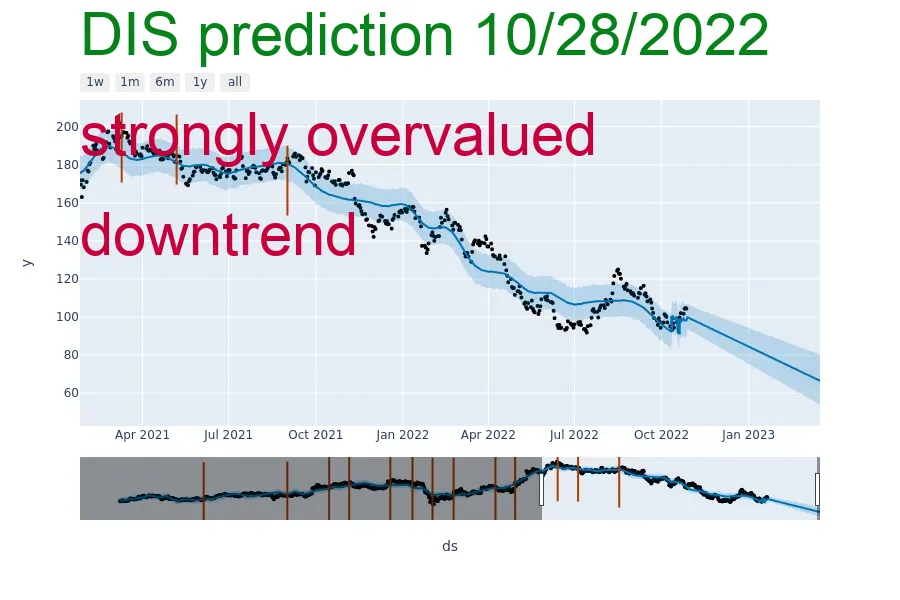 DIS prediction 10/28/2022
1w 1m 6m 1y all
strongly overvalued
downtrend
y
200
180
160
140
120
100
80
60
Apr 2021 Jul 2021 Oct 2021 Jan 2022 Apr 2022 Jul 2022 Oct 2022 Jan 2023
ds